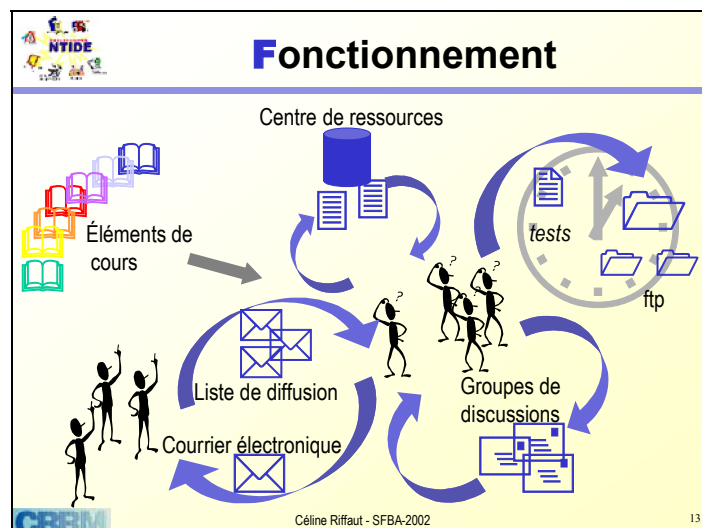 NTIDE
Fonctionnement
Centre de ressources
Éléments de
cours
tests
ftp
Liste de diffusion
Groupes de
discussions
Courrier électronique
CRRM
Céline Riffaut - SFBA-2002
13